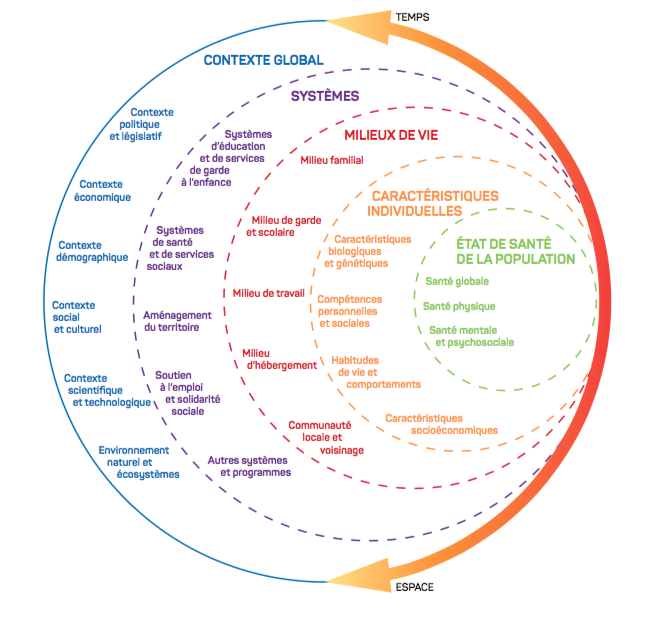 TEMPS
CONTEXTE GLOBAL
Contexte
politique
et législatif
Contexte
économique
Contexte
démographique
Contexte
social
et culturel
Contexte
scientifique
et technologique
Environnement
naturel et
écosystèmes
SYSTÈMES
Systèmes
d'éducation
et de services
de garde
à l'enfance
Systèmes
de santé
et de services
sociaux
Aménagement
du territoire
Soutien
à l'emploi
et solidarité
sociale
Autres systèmes
et programmes
MILIEUX DE VIE
Milieu familial
Milieu de garde
et scolaire
Milieu de travail
Milieu
d'hébergement
Communauté
locale et
voisinage
CARACTÉRISTIQUES
INDIVIDUELLES
Caractéristiques
biologiques
et génétiques
Compétences
personnelles
et sociales
Habitudes
de vie et
comportements
Caractéristiques
socioéconomiques
ÉTAT DE SANTÉ
DE LA POPULATION
Santé globale
Santé physique
Santé mentale
et psychosociale
ESPACE